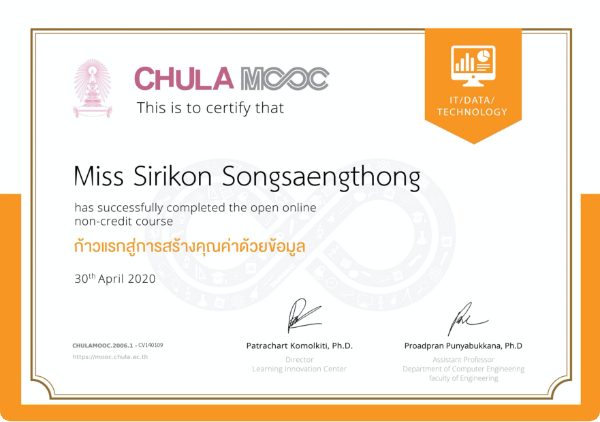 CHULA MOOC
This is to certify that
IT/DATA/
TECHNOLOGY
Miss Sirikon Songsaengthong
has successfully completed the open online
non-credit course
ก้าวแรกสู่การสร้างคุณค่าด้วยข้อมูล
30th April 2020
CHULAMOOC.2006.1 - CV140109
https://mooc.chula.ac.th
Patrachart Komolkiti, Ph.D.
Director
Learning Innovation Center
Proadpran Punyabukkana, Ph.D
Assistant Professor
Department of Computer Engineering
faculty of Engineering